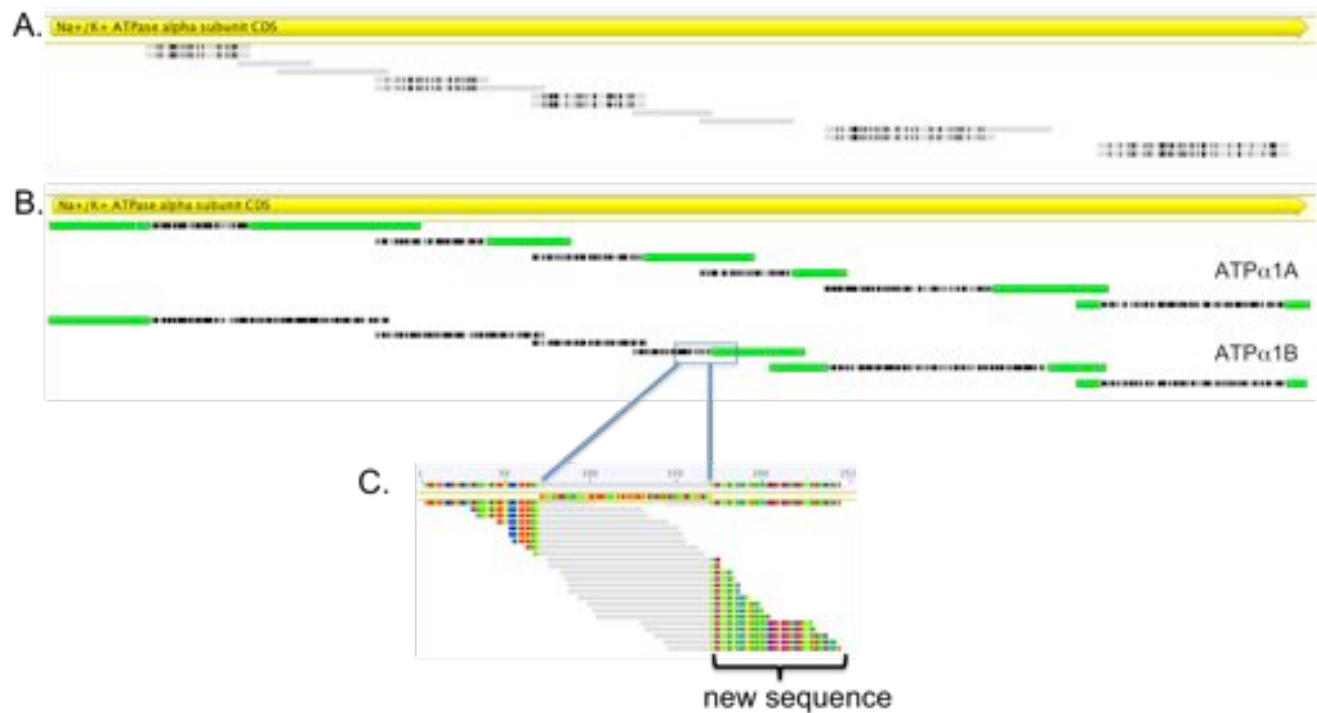 A.
Na+/K+ ATPase alpha subunit CDS
B.
Na+/K+ ATPase alpha subunit CDS
ATPα1A
ATPα1B
C.
new sequence